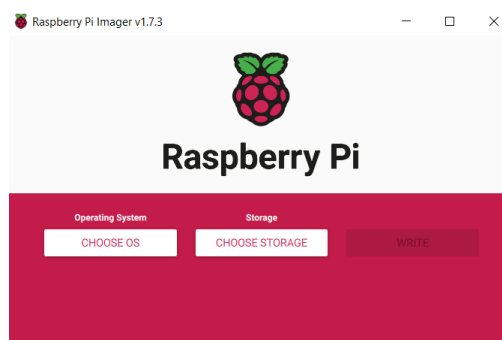 Raspberry Pi Imager v1.7.3
Raspberry Pi
Operating System
Storage
CHOOSE OS
CHOOSE STORAGE
WRITE